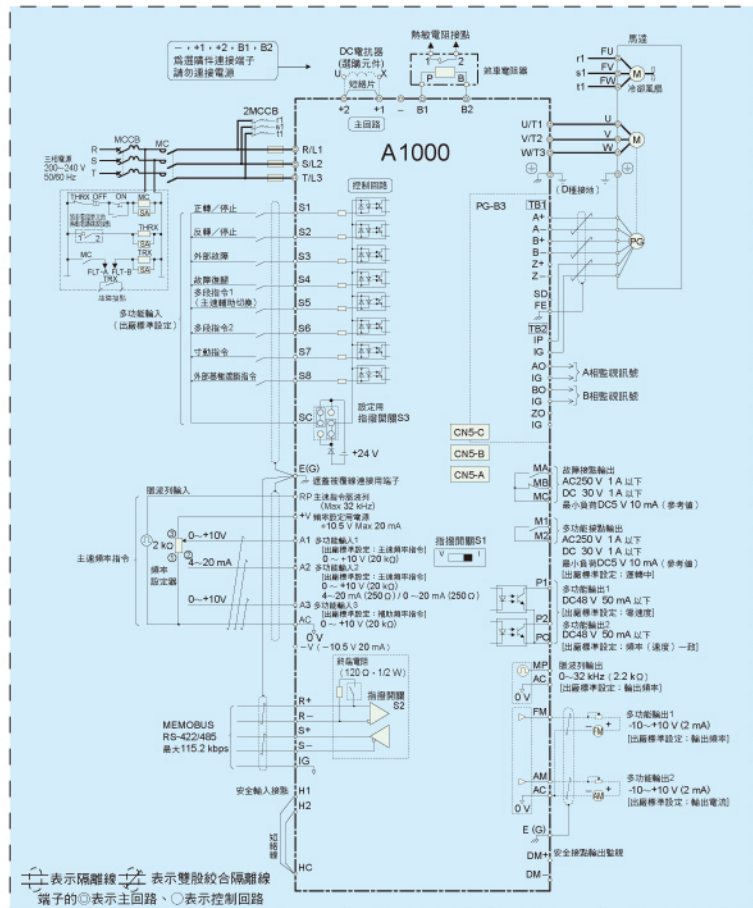 －，+1，+2，B1，B2
為選購件連接端子
請勿連接電源
DC電抗器
(選購元件)
U X
短絡片
+2 +1 － B1 B2
熱敏電阻接點
1 2
P B
煞車電阻器
馬達
r1 FU
s1 FV
t1 FW
M
冷卻風扇
2MCCB
r1
s1
t1
MCCB MC
R
S
T
三相電源
200~240 V
50/60 Hz
R/L1
S/L2
T/L3
主回路
A1000
U/T1 U
V/T2 V
W/T3 W
M
(D種接地)
THRX OFF ON MC
SA
1 2
THRX
SA
MC TRX
SA
FLT-A FLT-B
TRX
故障接點
多功能輸入
(出廠標準設定)
控制回路
正轉／停止 S1
反轉／停止 S2
外部故障 S3
故障復歸 S4
多段指令1
(主速輔助切換) S5
多段指令2 S6
寸動指令 S7
外部基極遮斷指令 S8
SC
設定用
指撥開關S3
+24 V
PG-B3
TB1
A+
A-
B+
B-
Z+
Z-
PG
SD
FE
TB2
IP
IG
AO
IG
A相監視訊號
BO
IG
B相監視訊號
ZO
IG
CN5-C
CN5-B
CN5-A
E(G)
遮蓋被覆線連接用端子
脈波列輸入
RP 主速指令脈波列
(Max 32 kHz)
+V 頻率設定用電源
+10.5 V Max 20 mA
主速頻率指令
2 kΩ
③
②
①
頻率
設定器
0~+10V
A1 多功能輸入1
[出廠標準設定：主速頻率指令]
0 ~ +10 V (20 kΩ)
4~20 mA
A2 多功能輸入2
[出廠標準設定：主速頻率指令]
0 ~ +10 V (20 kΩ)
4~20 mA (250 Ω) / 0~20 mA (250 Ω)
0~+10V
A3 多功能輸入3
[出廠標準設定：補助頻率指令]
AC 0 ~ +10 V (20 kΩ)
0 V
－V (－10.5 V 20 mA)
指撥開關S1
V I
MA
MB
MC
故障接點輸出
AC250 V 1 A 以下
DC 30 V 1 A以下
最小負荷DC5 V 10 mA (參考值)
M1
M2
多功能接點輸出
AC250 V 1 A以下
DC 30 V 1 A以下
最小負荷DC5 V 10 mA (參考值)
[出廠標準設定：運轉中]
P1
多功能輸出1
DC48 V 50 mA 以下
[出廠標準設定：零速度]
P2
PC
多功能輸出2
DC48 V 50 mA 以下
[出廠標準設定：頻率（速度）一致]
MP
AC
0 V
脈波列輸出
0~32 kHz (2.2 kΩ)
[出廠標準設定：輸出頻率]
FM
－ +
FM
多功能輸出1
-10~+10 V (2 mA)
[出廠標準設定：輸出頻率]
AM
AC
0 V
－ +
AM
多功能輸出2
-10~+10 V (2 mA)
[出廠標準設定：輸出電流]
E (G)
DM+ 安全接點輸出監視
DM-
終端電阻
(120 Ω，1/2 W)
指撥開關
S2
MEMOBUS
RS-422/485
最大115.2 kbps
R+
R－
S+
S－
IG
安全輸入接點
H1
H2
短絡線
HC
表示隔離線
表示雙股絞合隔離線
端子的◎表示主回路、○表示控制回路